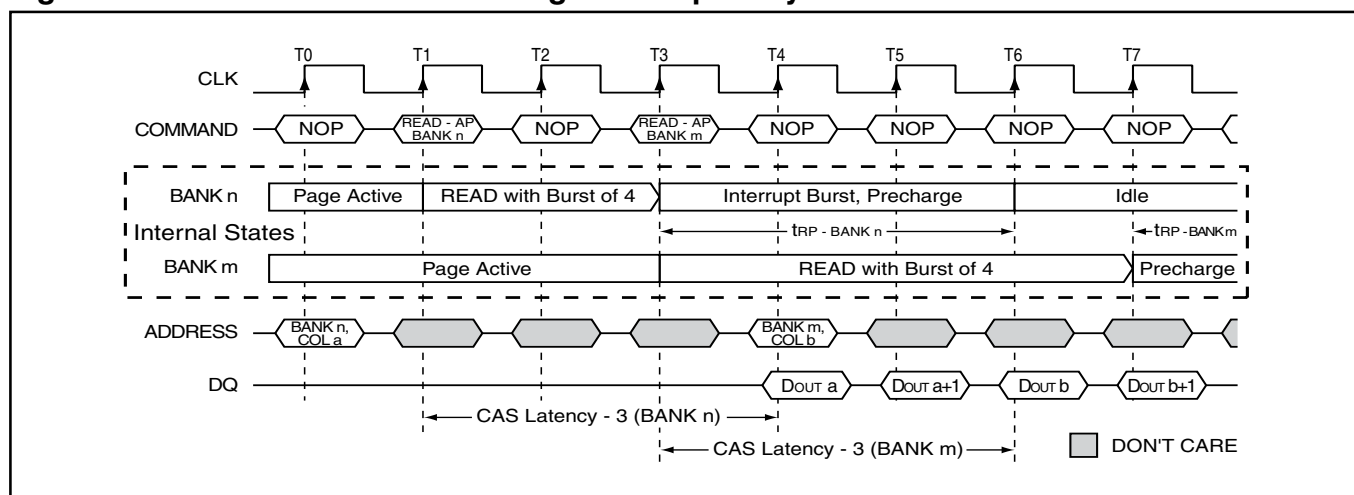 T0 T1 T2 T3 T4 T5 T6 T7
CLK
COMMAND NOP READ - AP BANK n NOP READ - AP BANK m NOP NOP NOP NOP
BANK n Page Active READ with Burst of 4 Interrupt Burst, Precharge Idle
Internal States tRP - BANK n tRP - BANK m
BANK m Page Active READ with Burst of 4 Precharge
ADDRESS BANK n, COL a BANK m, COL b
DQ DOUT a DOUT a+1 DOUT b DOUT b+1
CAS Latency - 3 (BANK n)
CAS Latency - 3 (BANK m) DON'T CARE